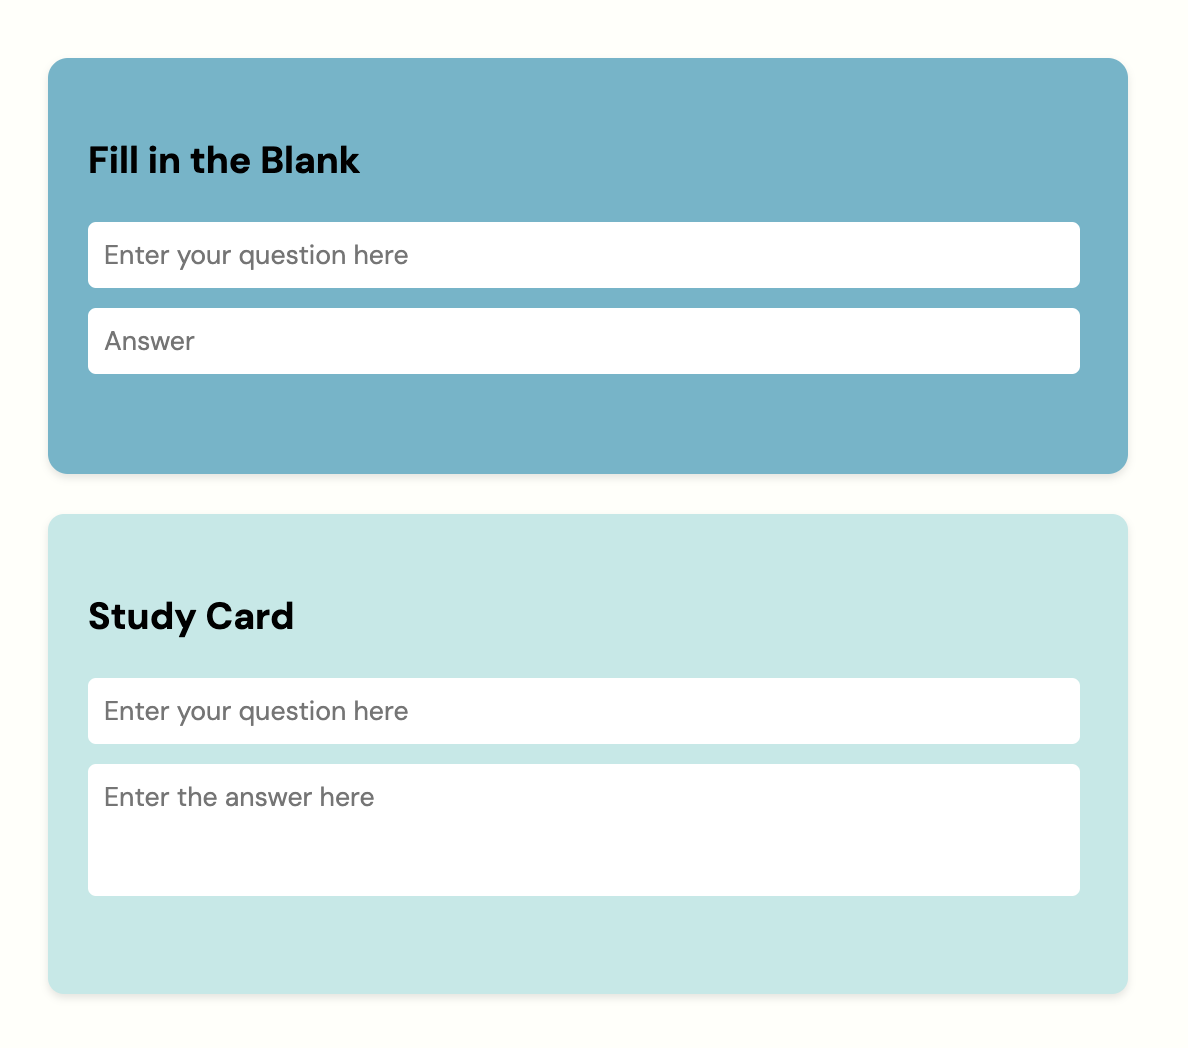 Fill in the Blank
Enter your question here
Answer
Study Card
Enter your question here
Enter the answer here